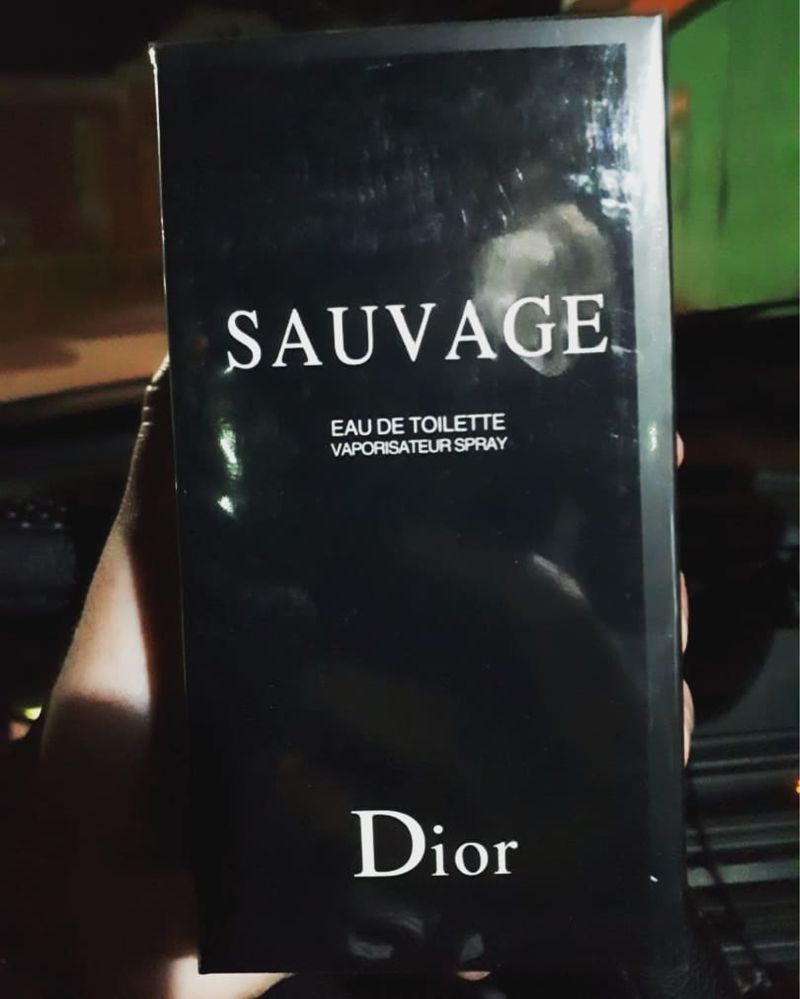 SAUVAGE
EAU DE TOILETTE
VAPORISATEUR SPRAY
Dior